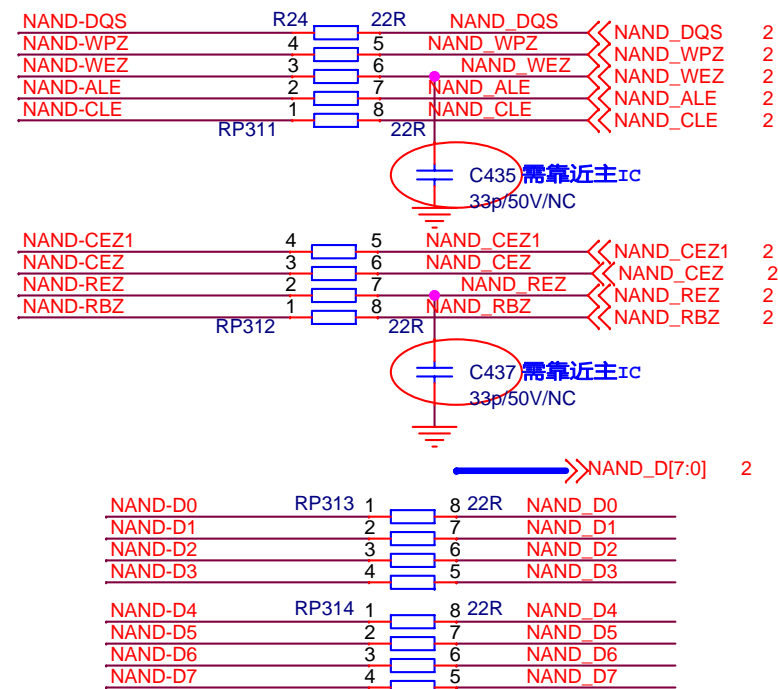 NAND-DQS R24 22R NAND_DQS NAND_DQS 2
NAND-WPZ 4 5 NAND_WPZ NAND_WPZ 2
NAND-WEZ 3 6 NAND_WEZ NAND_WEZ 2
NAND-ALE 2 7 NAND_ALE NAND_ALE 2
NAND-CLE 1 8 NAND_CLE NAND_CLE 2
RP311 22R
C435 需靠近主IC
33p/50V/NC
NAND-CEZ1 4 5 NAND_CEZ1 NAND_CEZ1 2
NAND-CEZ 3 6 NAND_CEZ NAND_CEZ 2
NAND-REZ 2 7 NAND_REZ NAND_REZ 2
NAND-RBZ 1 8 NAND_RBZ NAND_RBZ 2
RP312 22R
C437 需靠近主IC
33p/50V/NC
NAND_D[7:0] 2
NAND-D0 RP313 1 8 22R NAND_D0
NAND-D1 2 7 NAND_D1
NAND-D2 3 6 NAND_D2
NAND-D3 4 5 NAND_D3
NAND-D4 RP314 1 8 22R NAND_D4
NAND-D5 2 7 NAND_D5
NAND-D6 3 6 NAND_D6
NAND-D7 4 5 NAND_D7